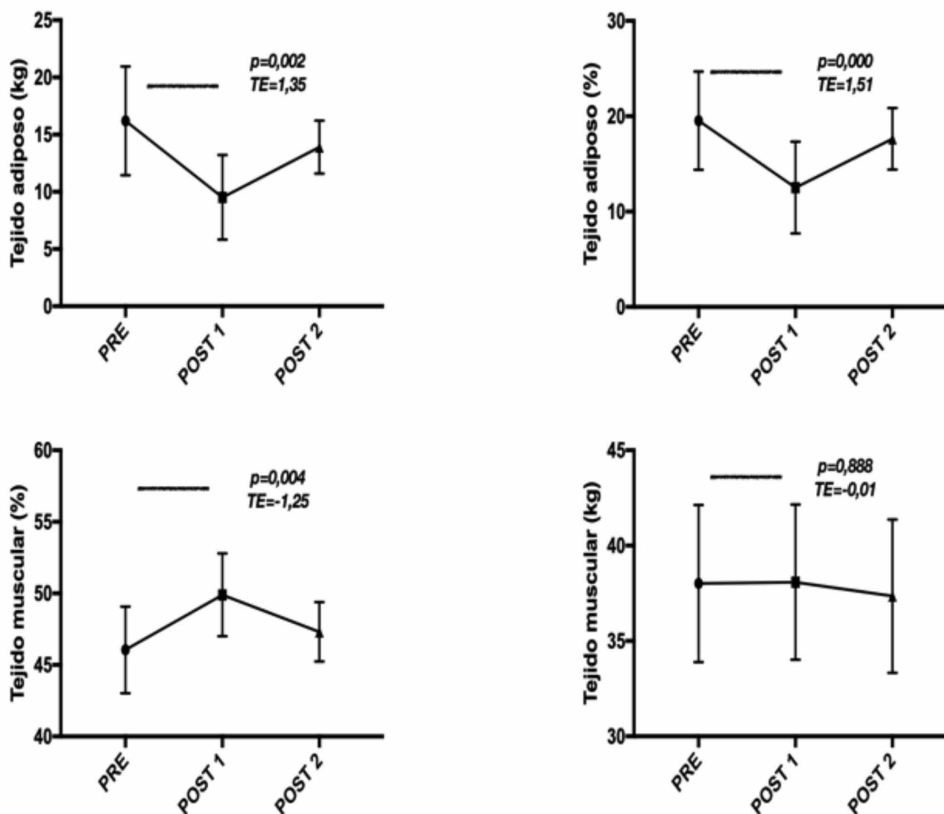 Tejido adiposo (kg)
25
20
15
10
5
0
p=0,002
TE=1,35
PRE
POST 1
POST 2
Tejido adiposo (%)
30
20
10
0
p=0,000
TE=1,51
PRE
POST 1
POST 2
Tejido muscular (%)
60
55
50
45
40
p=0,004
TE=-1,25
PRE
POST 1
POST 2
Tejido muscular (kg)
45
40
35
30
p=0,888
TE=-0,01
PRE
POST 1
POST 2